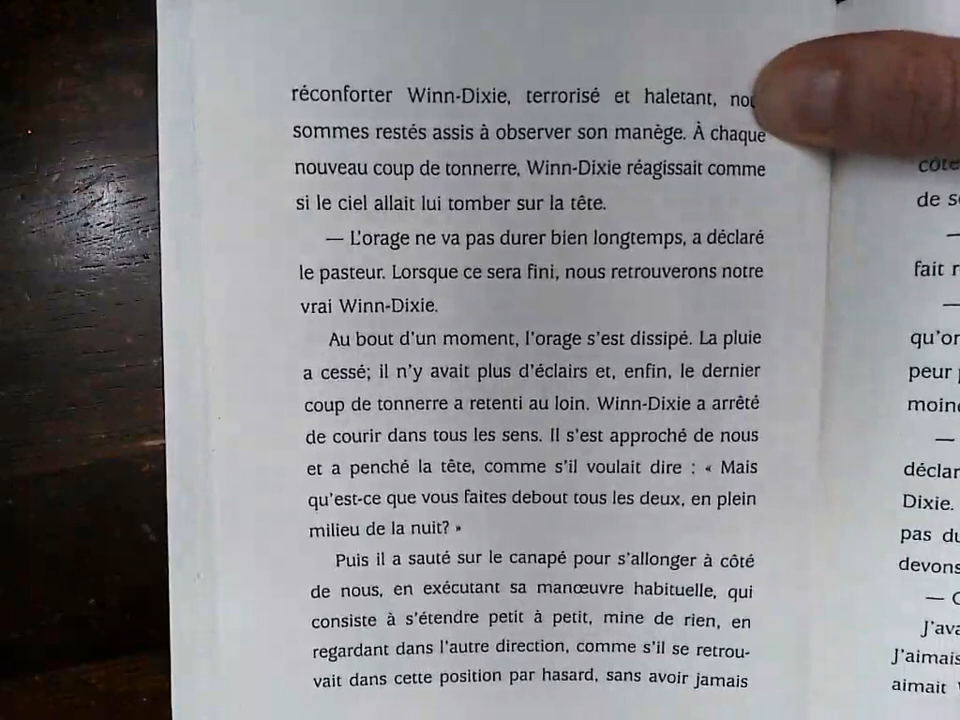 réconforter Winn-Dixie, terrorisé et haletant,
sommes restés assis à observer son manège. À chaque
nouveau coup de tonnerre, Winn-Dixie réagissait comme
si le ciel allait lui tomber sur la tête.
— L'orage ne va pas durer bien longtemps, a déclaré
le pasteur. Lorsque ce sera fini, nous retrouverons notre
vrai Winn-Dixie.
Au bout d'un moment, l'orage s'est dissipé. La pluie
a cessé; il n'y avait plus d'éclairs et, enfin, le dernier
coup de tonnerre a retenti au loin. Winn-Dixie a arrêté
de courir dans tous les sens. Il s'est approché de nous
et a penché la tête, comme s'il voulait dire : « Mais
qu'est-ce que vous faites debout tous les deux, en plein
milieu de la nuit? »
Puis il a sauté sur le canapé pour s'allonger à côté
de nous, en exécutant sa manœuvre habituelle, qui
consiste à s'étendre petit à petit, mine de rien, en
regardant dans l'autre direction, comme s'il se retrou-
vait dans cette position par hasard, sans avoir jamais
de
—
fait
—
peur
—
Dixie.
pas
devons
—
J'aimais
aimait